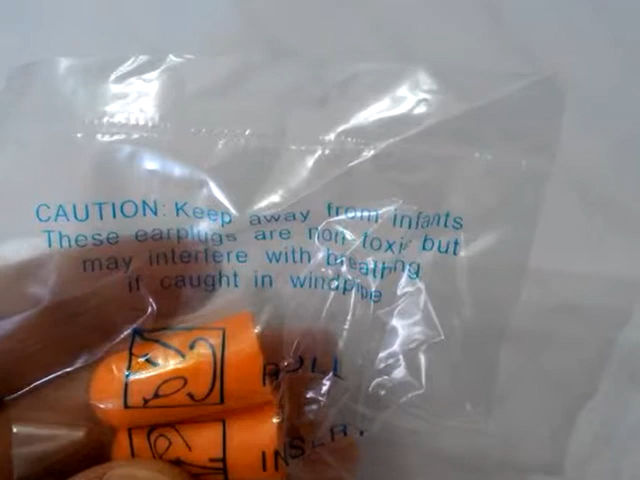 CAUTION: Keep away from infants
These earplugs are non-toxic but
may interfere with breathing
if caught in windpipe
ROLL
INSERT